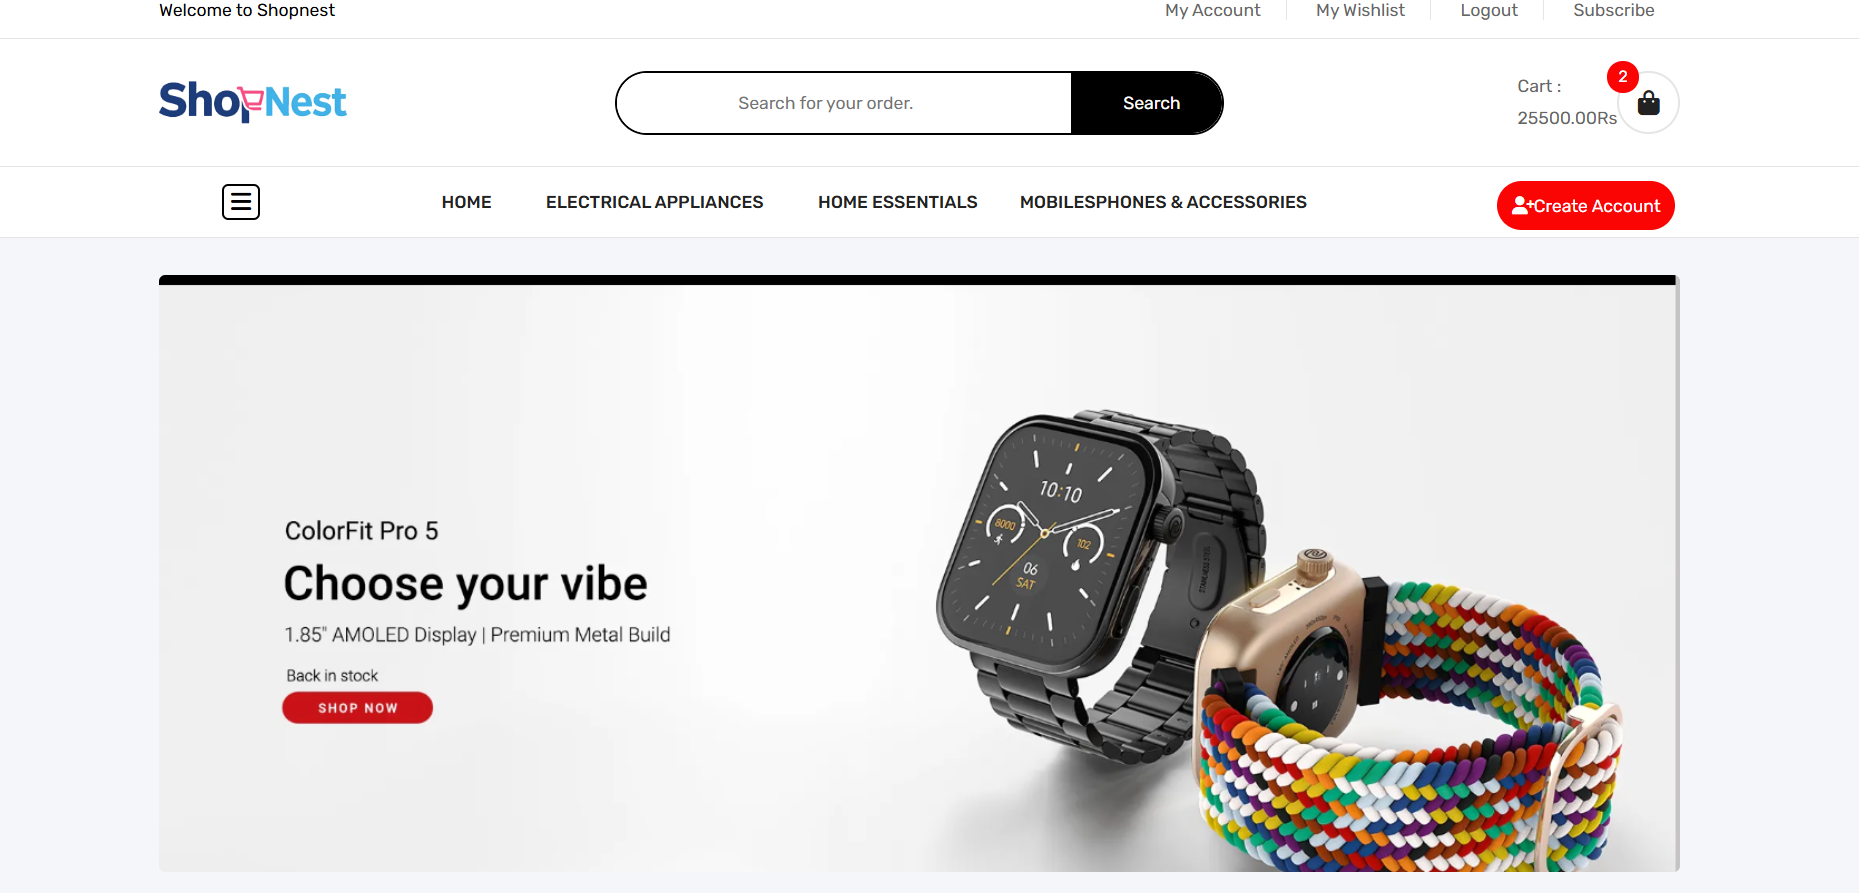 Welcome to Shopnest
My Account
My Wishlist
Logout
Subscribe
ShopNest
Search for your order.
Search
Cart :
25500.00Rs
2
HOME
ELECTRICAL APPLIANCES
HOME ESSENTIALS
MOBILESPHONES & ACCESSORIES
Create Account
ColorFit Pro 5
Choose your vibe
1.85" AMOLED Display | Premium Metal Build
Back in stock
SHOP NOW
10:10
8000
102
06
SAT